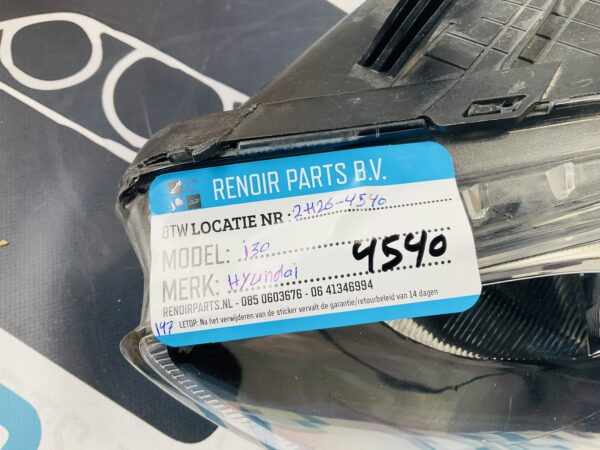 RENOIR PARTS B.V.
BTW LOCATIE NR: 2H26-4540
MODEL: i30
4540
MERK: Hyundai
RENOIRPARTS.NL - 085 0603676 - 06 41346994
147 LETOP: Na het verwijderen van de sticker vervalt de garantie/retourbeleid van 14 dagen